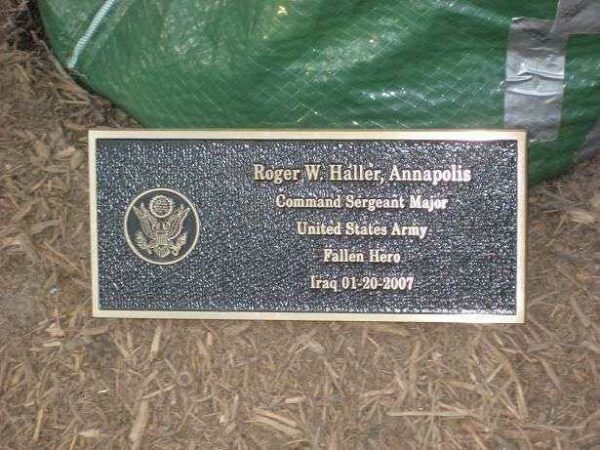 Roger W. Haller, Annapolis
Command Sergeant Major
United States Army
Fallen Hero
Iraq 01-20-2007